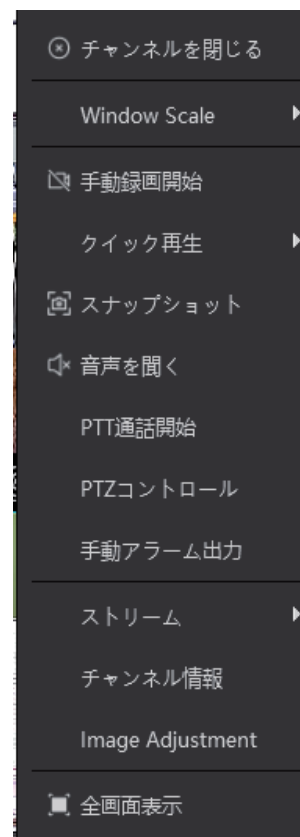 チャンネルを閉じる
Window Scale
手動録画開始
クイック再生
スナップショット
音声を聞く
PTT通話開始
PTZコントロール
手動アラーム出力
ストリーム
チャンネル情報
Image Adjustment
全画面表示